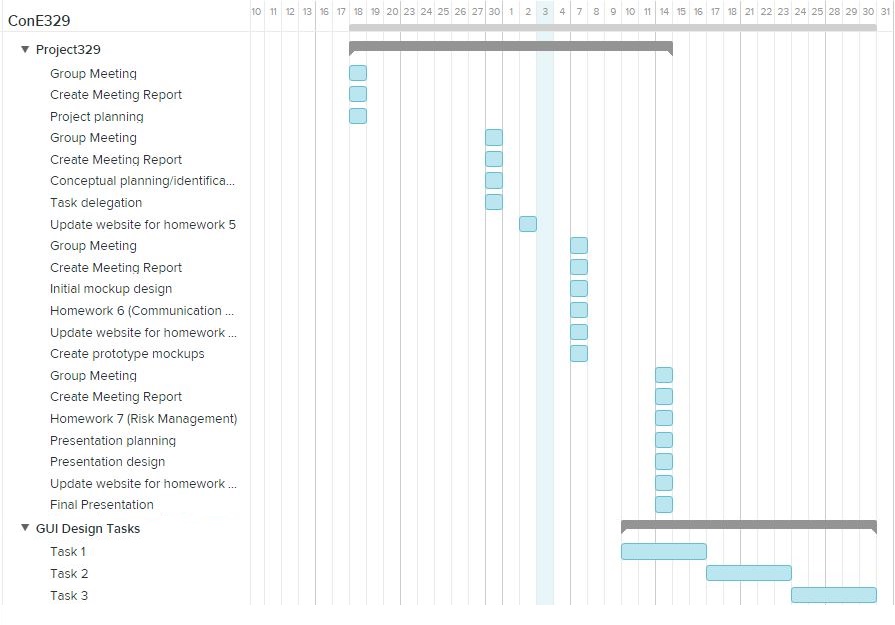 10 11 12 13 16 17 18 19 20 23 24 25 26 27 30 1 2 3 4 7 8 9 10 11 14 15 16 17 18 21 22 23 24 25 28 29 30 31
ConE329
Project329
Group Meeting
Create Meeting Report
Project planning
Group Meeting
Create Meeting Report
Conceptual planning/identifica...
Task delegation
Update website for homework 5
Group Meeting
Create Meeting Report
Initial mockup design
Homework 6 (Communication ...
Update website for homework ...
Create prototype mockups
Group Meeting
Create Meeting Report
Homework 7 (Risk Management)
Presentation planning
Presentation design
Update website for homework ...
Final Presentation
GUI Design Tasks
Task 1
Task 2
Task 3